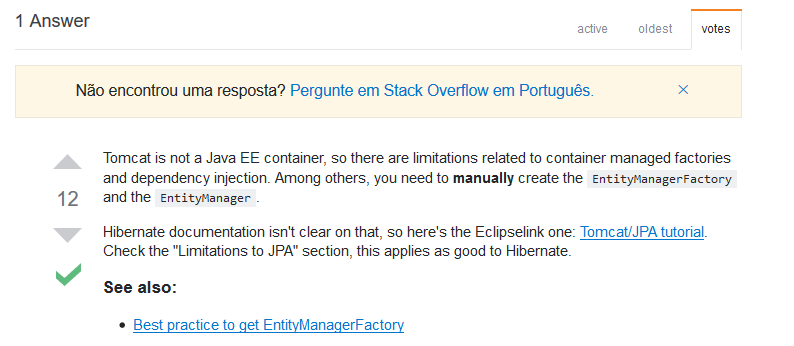 1 Answer
active oldest votes
Não encontrou uma resposta? Pergunte em Stack Overflow em Português. ×
Tomcat is not a Java EE container, so there are limitations related to container managed factories
and dependency injection. Among others, you need to manually create the EntityManagerFactory
and the EntityManager.
12
Hibernate documentation isn't clear on that, so here's the Eclipselink one: Tomcat/JPA tutorial.
Check the "Limitations to JPA" section, this applies as good to Hibernate.
See also:
• Best practice to get EntityManagerFactory